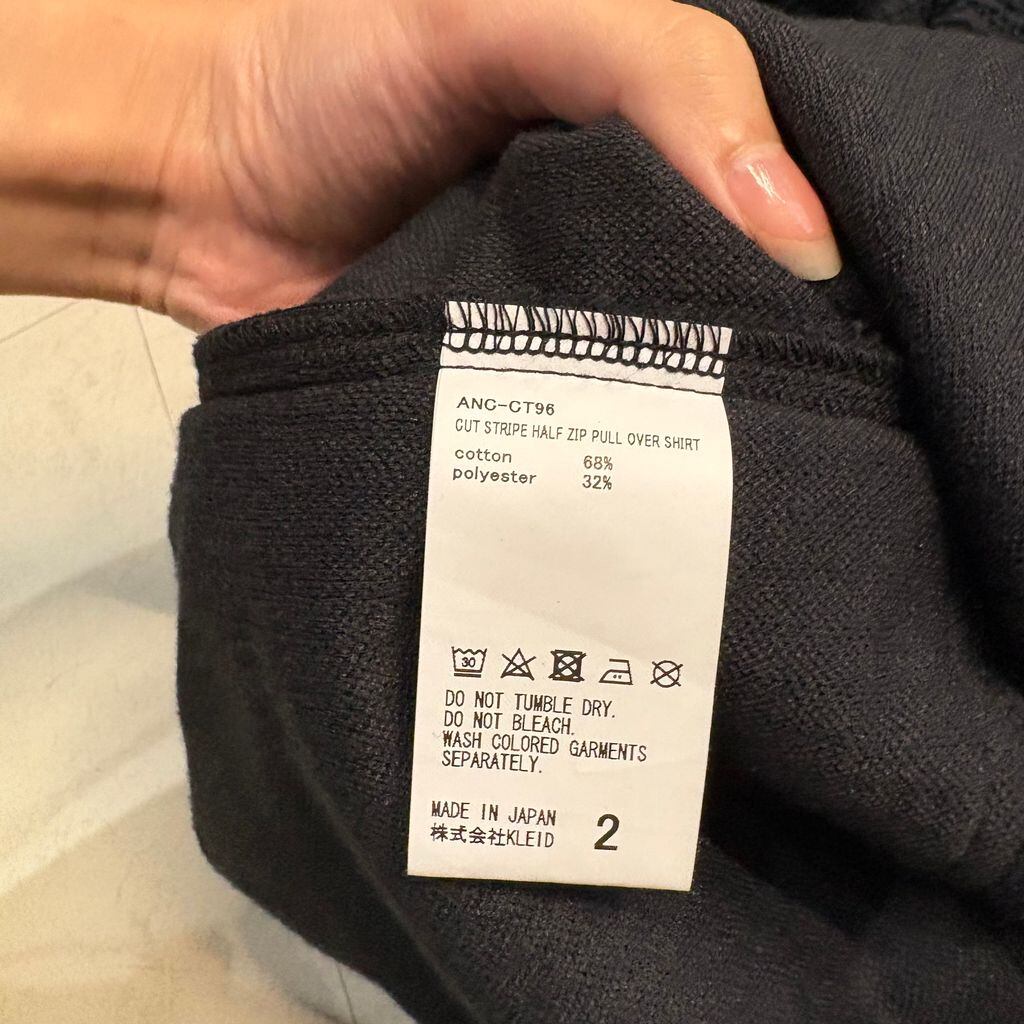 ANC-CT96
CUT STRIPE HALF ZIP PULL OVER SHIRT
cotton 68%
polyester 32%
30
DO NOT TUMBLE DRY.
DO NOT BLEACH.
WASH COLORED GARMENTS
SEPARATELY.
MADE IN JAPAN
株式会社KLEID 2